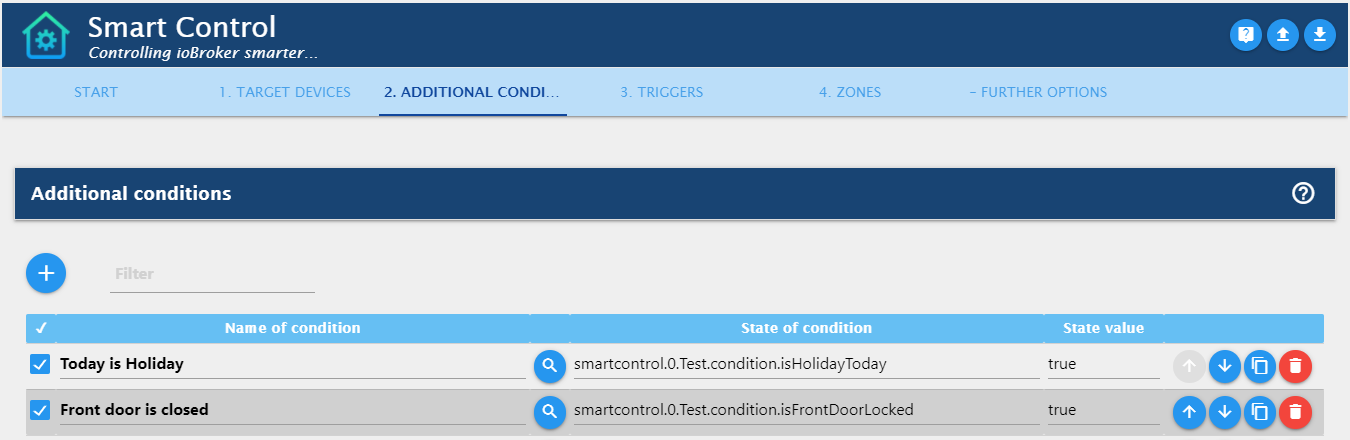 Smart Control
Controlling ioBroker smarter...
START 1. TARGET DEVICES 2. ADDITIONAL CONDI... 3. TRIGGERS 4. ZONES – FURTHER OPTIONS
Additional conditions
Filter
✓ Name of condition State of condition State value
Today is Holiday smartcontrol.0.Test.condition.isHolidayToday true
Front door is closed smartcontrol.0.Test.condition.isFrontDoorLocked true